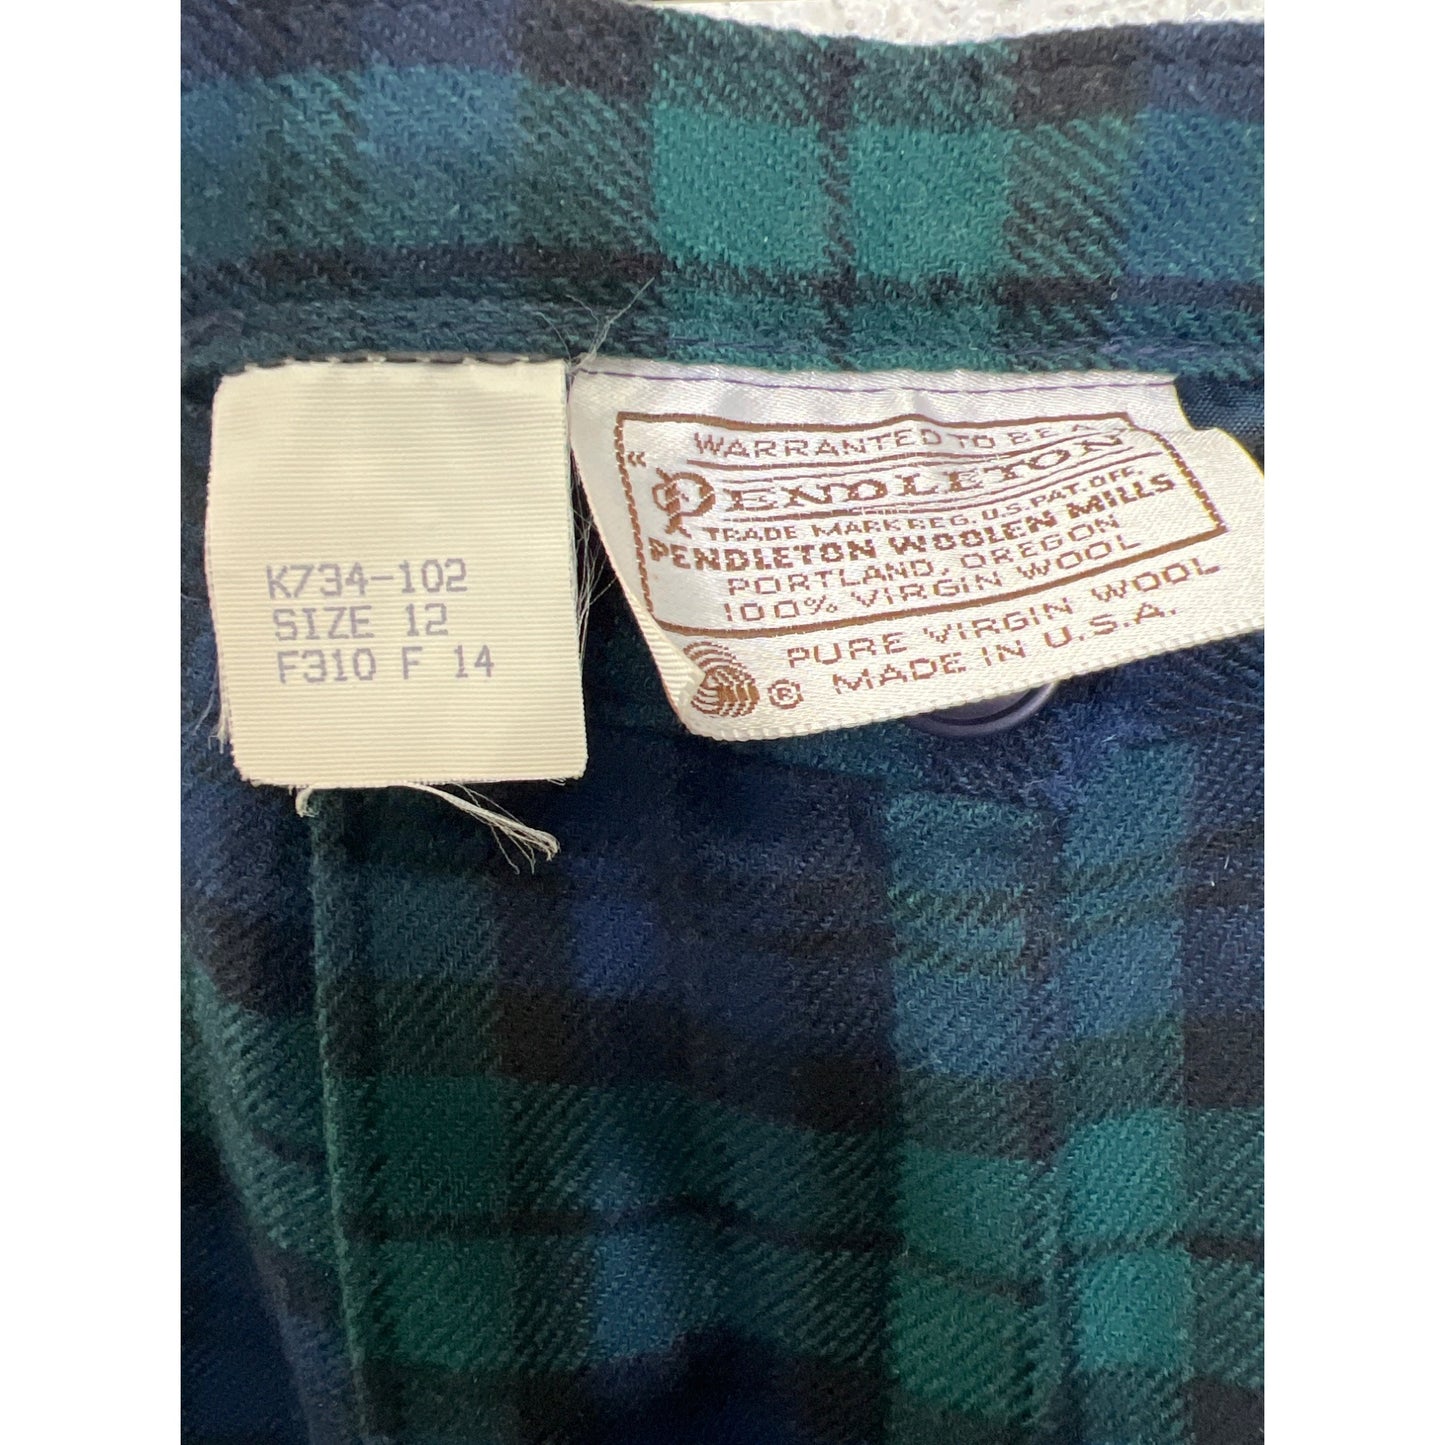 K734-102
SIZE 12
F310 F 14
WARRANTED TO BE A
"PENDLETON
TRADE MARK REG. U.S. PAT. OFF.
PENDLETON WOOLEN MILLS
PORTLAND, OREGON
100% VIRGIN WOOL
PURE VIRGIN WOOL
® MADE IN U.S.A.